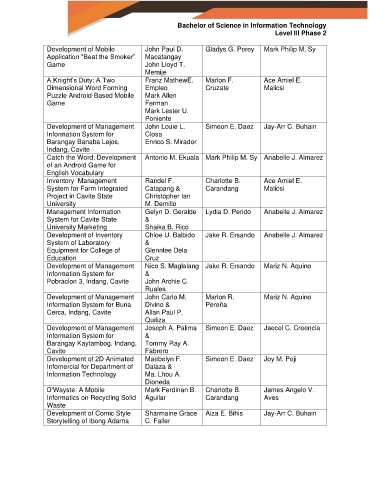 Bachelor of Science in Information Technology
Level III Phase 2
Development of Mobile Application "Beat the Smoker" Game | John Paul D. Macatangay John Lloyd T. Memije | Gladys G. Perey | Mark Philip M. Sy
A Knight's Duty: A Two Dimensional Word Forming Puzzle Android-Based Mobile Game | Franz MathewE. Empleo Mark Allen Ferman Mark Lester U. Poniente | Marlon F. Cruzate | Ace Amiel E. Malicsi
Development of Management Information System for Barangay Banaba Lejos, Indang, Cavite | John Louie L. Closa Enrico S. Mirador | Simeon E. Daez | Jay-Arr C. Buhain
Catch the Word: Development of an Android Game for English Vocabulary | Antonio M. Ekuala | Mark Philip M. Sy | Anabelle J. Almarez
Inventory Management System for Farm Integrated Project in Cavite State University | Randel F. Catapang & Christopher Ian M. Demillo | Charlotte B. Carandang | Ace Amiel E. Malicsi
Management Information System for Cavite State University Marketing | Gelyn D. Geralde & Shaika B. Rico | Lydia D. Perido | Anabelle J. Almarez
Development of Inventory System of Laboratory Equipment for College of Education | Chloe U. Balbido & Glennlee Dela Cruz | Jake R. Ersando | Anabelle J. Almarez
Development of Management Information System for Poblacion 3, Indang, Cavite | Nico S. Maglalang & John Archie C. Ruales | Jake R. Ersando | Mariz N. Aquino
Development of Management Information System for Buna Cerca, Indang, Cavite | John Carlo M. Divino & Allan Paul P. Quiliza | Marlon R. Pereña | Mariz N. Aquino
Development of Management Information System for Barangay Kaytambog, Indang, Cavite | Joseph A. Palima & Tommy Ray A. Fabrero | Simeon E. Daez | Jaecel C. Creencia
Development of 2D Animated Infomercial for Department of Information Technology | Maebelyn F. Dalaza & Ma. Lhou A. Dioneda | Simeon E. Daez | Joy M. Peji
D'Wayste: A Mobile Informatics on Recycling Solid Waste | Mark Ferdinan B. Aguilar | Charlotte B. Carandang | James Angelo V. Aves
Development of Comic Style Storytelling of Ibong Adarna | Sharmaine Grace C. Faller | Aiza E. Bihis | Jay-Arr C. Buhain